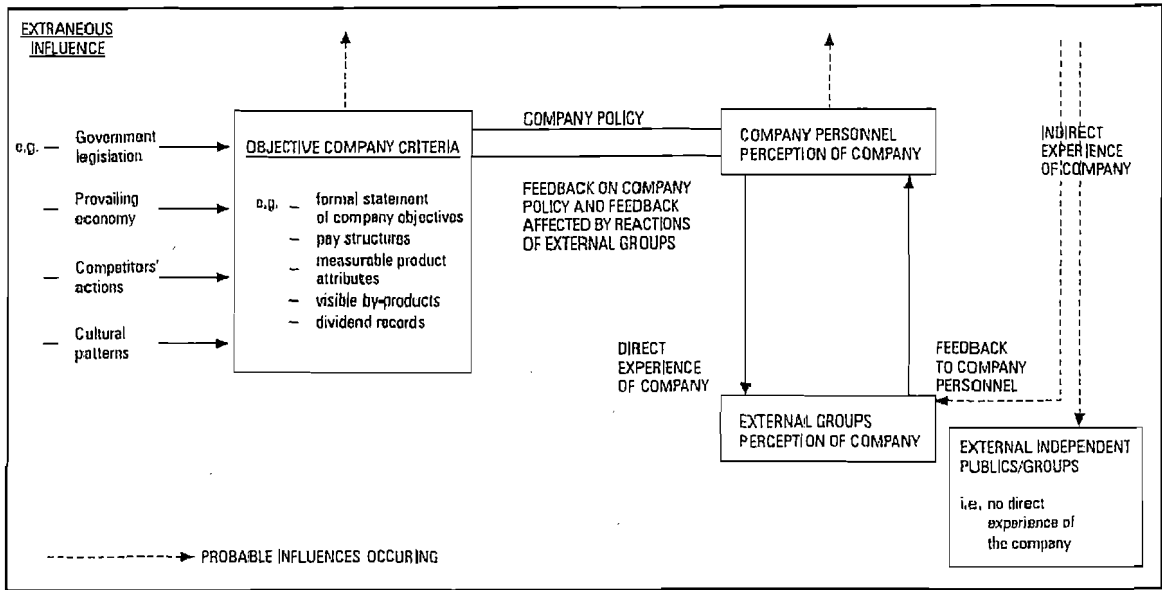 EXTRANEOUS
INFLUENCE
e.g. — Government
legislation
— Prevailing
economy
— Competitors'
actions
— Cultural
patterns
OBJECTIVE COMPANY CRITERIA
e.g. – formal statement
of company objectives
– pay structures
– measurable product
attributes
– visible by-products
– dividend records
COMPANY POLICY
FEEDBACK ON COMPANY
POLICY AND FEEDBACK
AFFECTED BY REACTIONS
OF EXTERNAL GROUPS
COMPANY PERSONNEL
PERCEPTION OF COMPANY
INDIRECT
EXPERIENCE
OF COMPANY
DIRECT
EXPERIENCE
OF COMPANY
FEEDBACK
TO COMPANY
PERSONNEL
EXTERNAL GROUPS
PERCEPTION OF COMPANY
EXTERNAL INDEPENDENT
PUBLICS/GROUPS
i.e. no direct
experience of
the company
PROBABLE INFLUENCES OCCURING